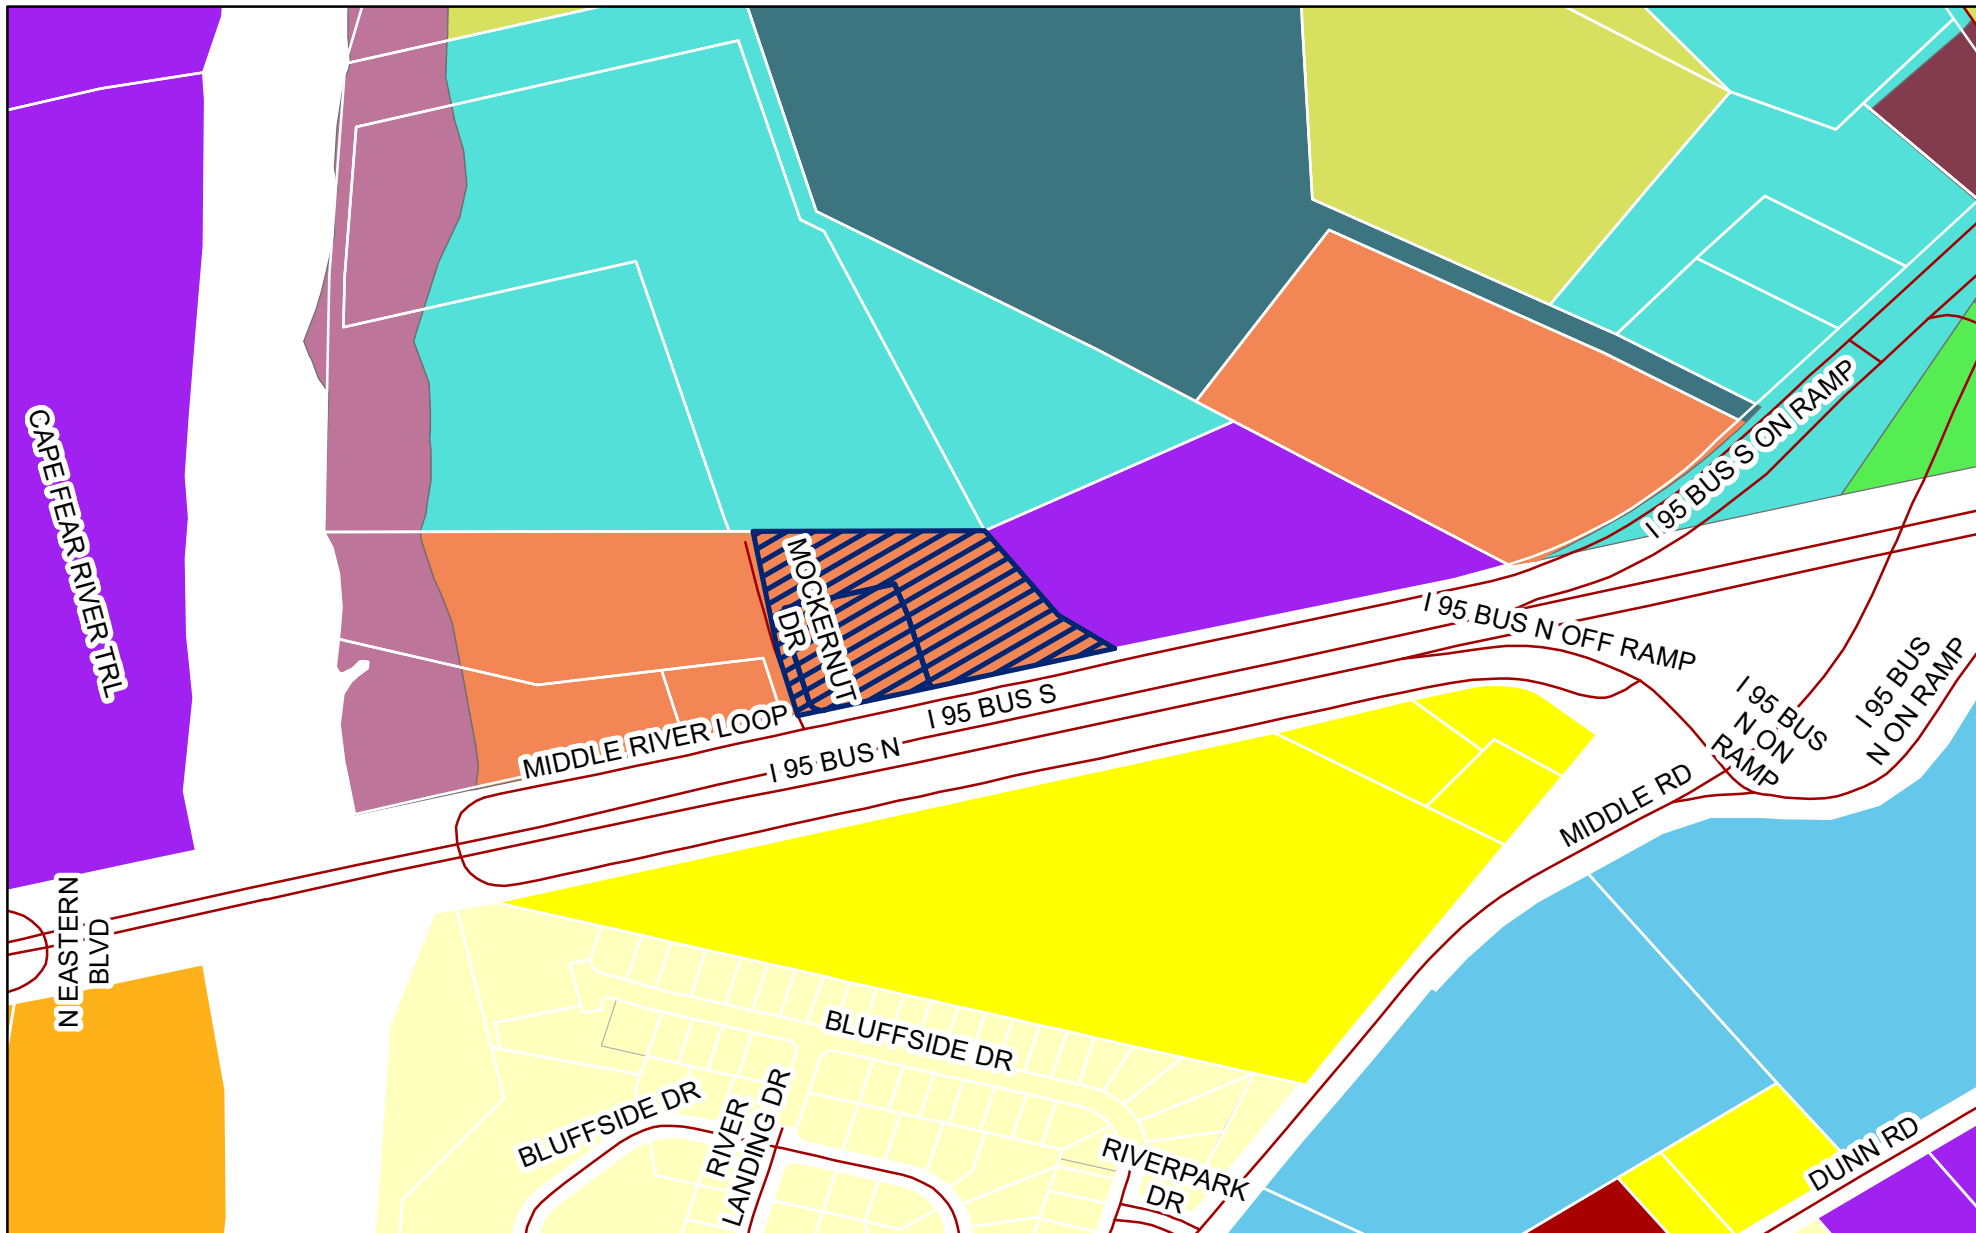 CAPE FEAR RIVER TRL
MOCKERNUT
DR
I 95 BUS S ON RAMP
I 95 BUS N OFF RAMP
MIDDLE RIVER LOOP
I 95 BUS S
I 95 BUS N
I 95 BUS
N ON
RAMP
I 95 BUS
N ON RAMP
MIDDLE RD
N EASTERN
BLVD
BLUFFSIDE DR
BLUFFSIDE DR
RIVER
LANDING DR
RIVERPARK
DR
DUNN RD